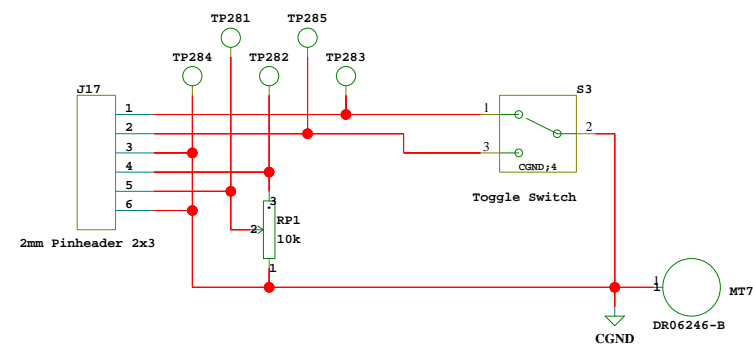 TP281
TP285
TP284
TP282
TP283
J17
S3
1
2
3
4
5
6
1
2
3
CGND;4
Toggle Switch
3
2
RP1
10k
1
2mm Pinheader 2x3
1
1
MT7
DR06246-B
CGND